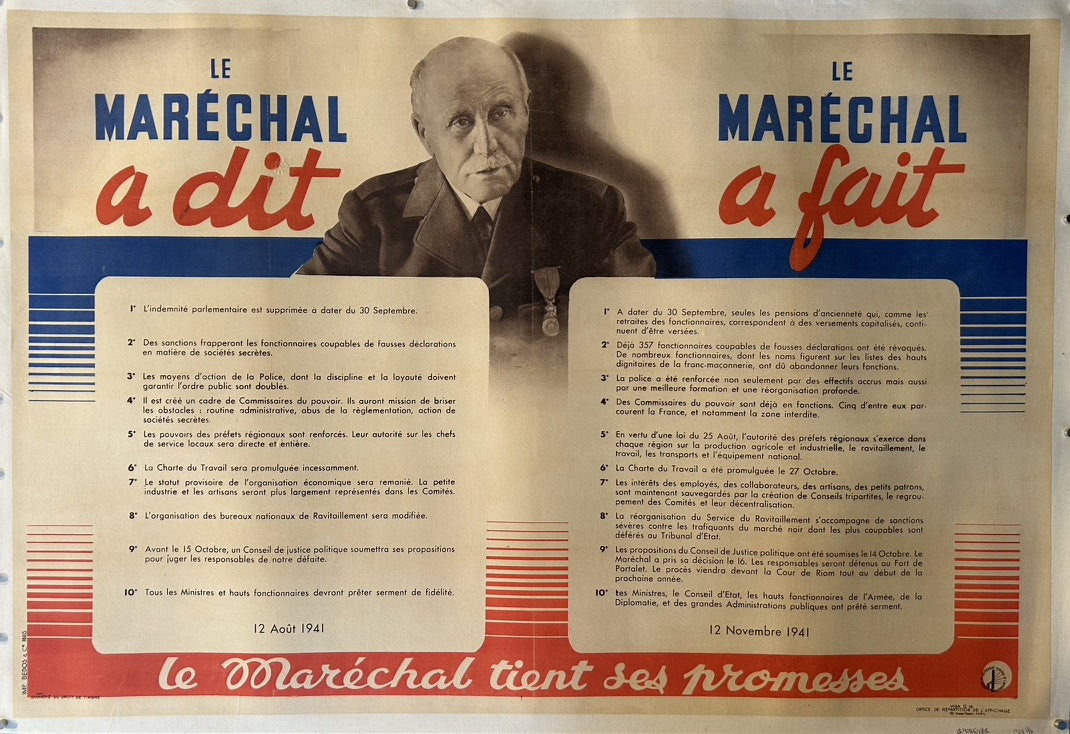 LE
MARÉCHAL
a dit
1° L'indemnité parlementaire est supprimée à dater du 30 Septembre.
2° Des sanctions frapperont les fonctionnaires coupables de fausses déclarations
en matière de sociétés secrètes.
3° Les moyens d'action de la Police, dont la discipline et la loyauté doivent
garantir l'ordre public sont doublés.
4° Il est créé un cadre de Commissaires du pouvoir. Ils auront mission de briser
les obstacles : routine administrative, abus de la règlementation, action de
sociétés secrètes.
5° Les pouvoirs des préfets régionaux sont renforcés. Leur autorité sur les chefs
de service locaux sera directe et entière.
6° La Charte du Travail sera promulguée incessamment.
7° Le statut provisoire de l'organisation économique sera remanié. La petite
industrie et les artisans seront plus largement représentés dans les Comités.
8° L'organisation des bureaux nationaux de Ravitaillement sera modifiée.
9° Avant le 15 Octobre, un Conseil de justice politique soumettra ses propositions
pour juger les responsables de notre défaite.
10° Tous les Ministres et hauts fonctionnaires devront prêter serment de fidélité.
12 Août 1941
LE
MARÉCHAL
a fait
1° A dater du 30 Septembre, seules les pensions d'ancienneté qui, comme les
retraites des fonctionnaires, correspondent à des versements capitalisés, conti-
nuent d'être versées.
2° Déjà 357 fonctionnaires coupables de fausses déclarations ont été révoqués.
De nombreux fonctionnaires, dont les noms figurent sur les listes des hauts
dignitaires de la franc-maçonnerie, ont dû abandonner leurs fonctions.
3° La police a été renforcée non seulement par des effectifs accrus mais aussi
par une meilleure formation et une réorganisation profonde.
4° Des Commissaires du pouvoir sont déjà en fonctions. Cinq d'entre eux par-
courent la France, et notamment la zone interdite.
5° En vertu d'une loi du 25 Août, l'autorité des préfets régionaux s'exerce dans
chaque région sur la production agricole et industrielle, le ravitaillement, le
travail, les transports et l'équipement national.
6° La Charte du Travail a été promulguée le 27 Octobre.
7° Les intérêts des employés, des collaborateurs, des artisans, des petits patrons,
sont maintenant sauvegardés par la création de Conseils tripartites, le regrou-
pement des Comités et leur décentralisation.
8° La réorganisation du Service du Ravitaillement s'accompagne de sanctions
sévères contre les trafiquants du marché noir dont les plus coupables sont
déférés au Tribunal d'Etat.
9° Les propositions du Conseil de Justice politique ont été soumises le 14 Octobre. Le
Maréchal a pris sa décision le 16. Les responsables seront détenus au Fort de
Portalet. Le procès viendra devant la Cour de Riom tout au début de la
prochaine année.
10° Les Ministres, le Conseil d'Etat, les hauts fonctionnaires de l'Armée, de la
Diplomatie, et des grandes Administrations publiques ont prêté serment.
12 Novembre 1941
le Maréchal tient ses promesses
IMP. BEDOS & Cie PARIS
DU DROIT DE TIMBRE
OFFICE DE RÉPARTITION DE L'AFFICHAGE